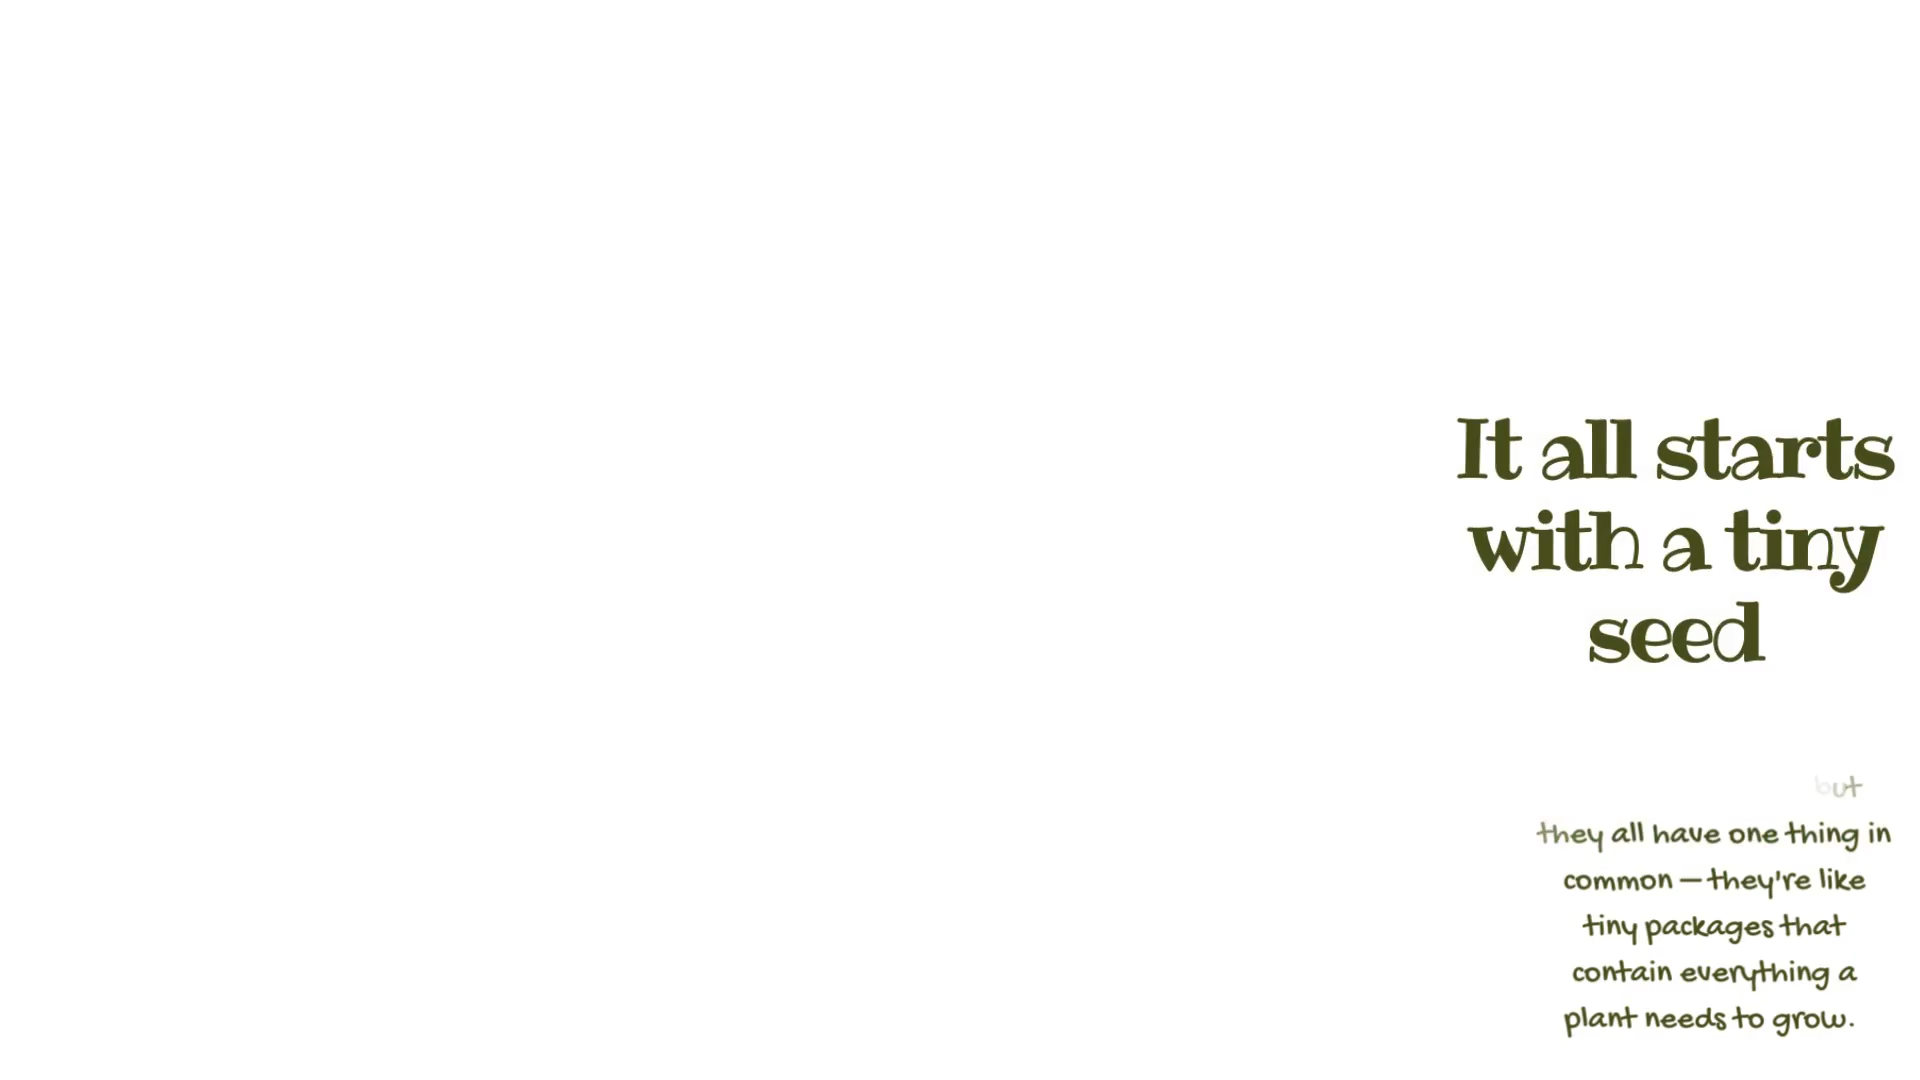 It all starts
with a tiny
seed
but
they all have one thing in
common – they're like
tiny packages that
contain everything a
plant needs to grow.